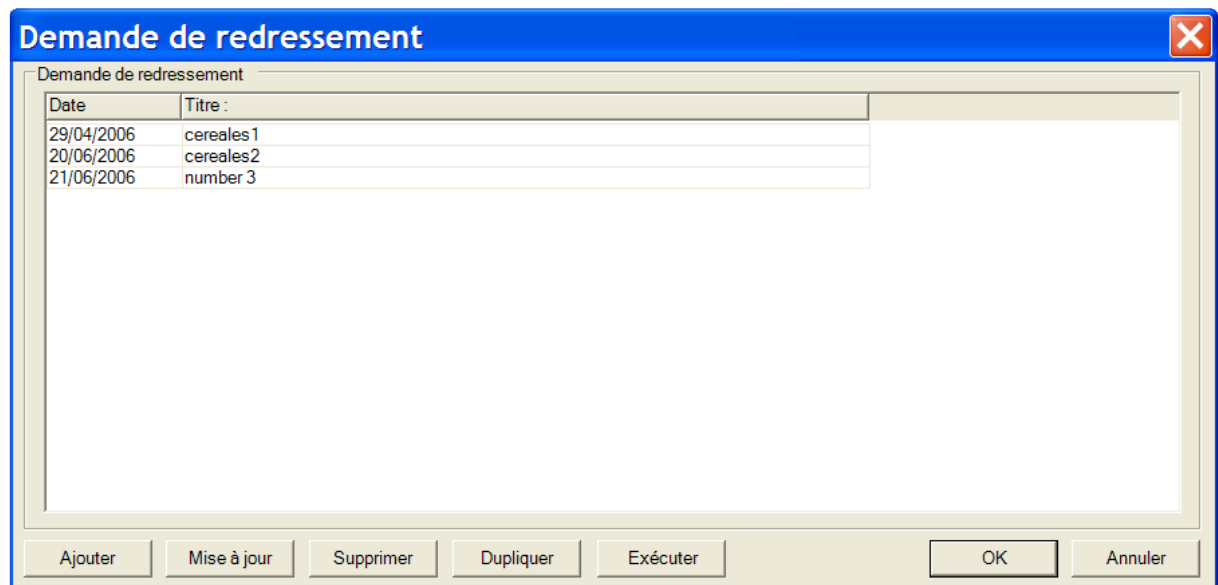 Demande de redressement
Demande de redressement
Date Titre :
29/04/2006 cereales1
20/06/2006 cereales2
21/06/2006 number 3
Ajouter Mise à jour Supprimer Dupliquer Exécuter OK Annuler